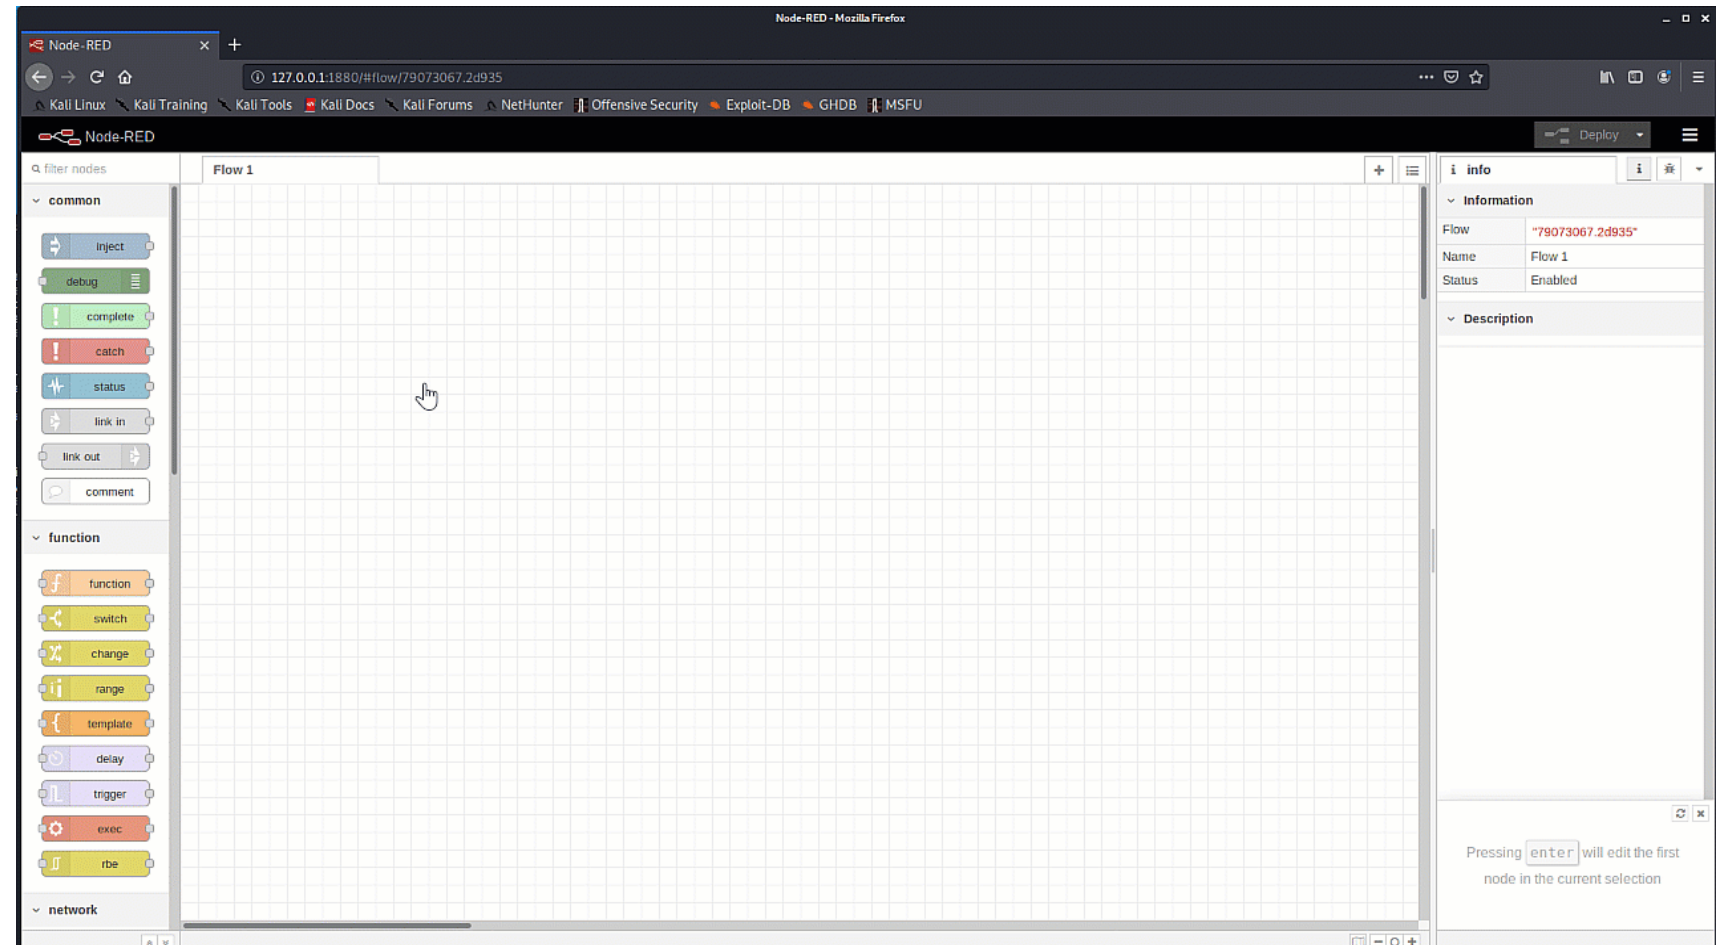 Node-RED - Mozilla Firefox
Node-RED
127.0.0.1:1880/#flow/79073067.2d935
Kali Linux Kali Training Kali Tools Kali Docs Kali Forums NetHunter Offensive Security Exploit-DB GHDB MSFU
Node-RED
Deploy
filter nodes
Flow 1
i info
i
common
inject
debug
complete
catch
status
link in
link out
comment
function
function
switch
change
range
template
delay
trigger
exec
rbe
network
Information
Flow "79073067.2d935"
Name Flow 1
Status Enabled
Description
Pressing enter will edit the first
node in the current selection